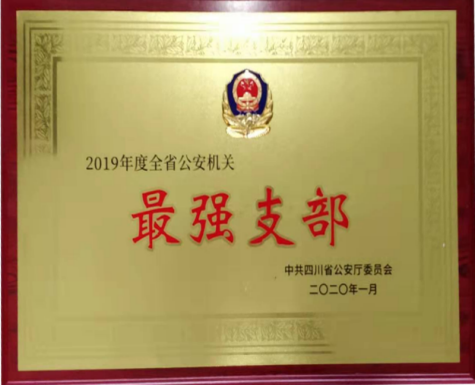 2019年度全省公安机关
最强支部
中共四川省公安厅委员会
二〇二〇年一月